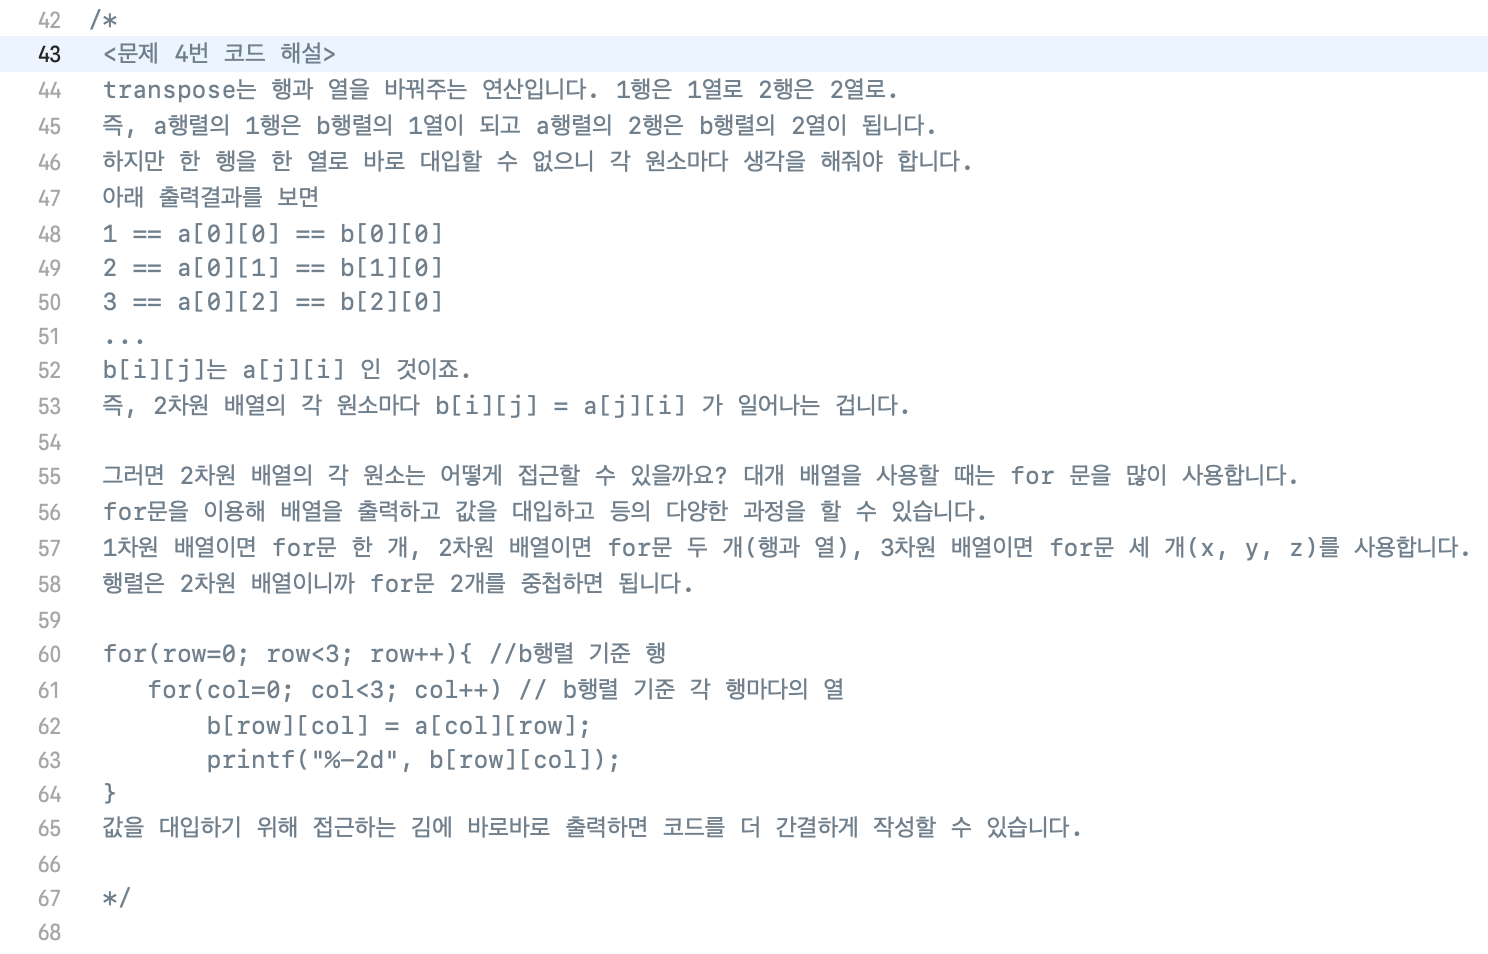 42 /*
43 <문제 4번 코드 해설>
44 transpose는 행과 열을 바꿔주는 연산입니다. 1행은 1열로 2행은 2열로.
45 즉, a행렬의 1행은 b행렬의 1열이 되고 a행렬의 2행은 b행렬의 2열이 됩니다.
46 하지만 한 행을 한 열로 바로 대입할 수 없으니 각 원소마다 생각을 해줘야 합니다.
47 아래 출력결과를 보면
48 1 == a[0][0] == b[0][0]
49 2 == a[0][1] == b[1][0]
50 3 == a[0][2] == b[2][0]
51 ...
52 b[i][j]는 a[j][i] 인 것이죠.
53 즉, 2차원 배열의 각 원소마다 b[i][j] = a[j][i] 가 일어나는 겁니다.
54
55 그러면 2차원 배열의 각 원소는 어떻게 접근할 수 있을까요? 대개 배열을 사용할 때는 for 문을 많이 사용합니다.
56 for문을 이용해 배열을 출력하고 값을 대입하고 등의 다양한 과정을 할 수 있습니다.
57 1차원 배열이면 for문 한 개, 2차원 배열이면 for문 두 개(행과 열), 3차원 배열이면 for문 세 개(x, y, z)를 사용합니다.
58 행렬은 2차원 배열이니까 for문 2개를 중첩하면 됩니다.
59
60 for(row=0; row<3; row++){ //b행렬 기준 행
61 for(col=0; col<3; col++) // b행렬 기준 각 행마다의 열
62 b[row][col] = a[col][row];
63 printf("%-2d", b[row][col]);
64 }
65 값을 대입하기 위해 접근하는 김에 바로바로 출력하면 코드를 더 간결하게 작성할 수 있습니다.
66
67 */
68